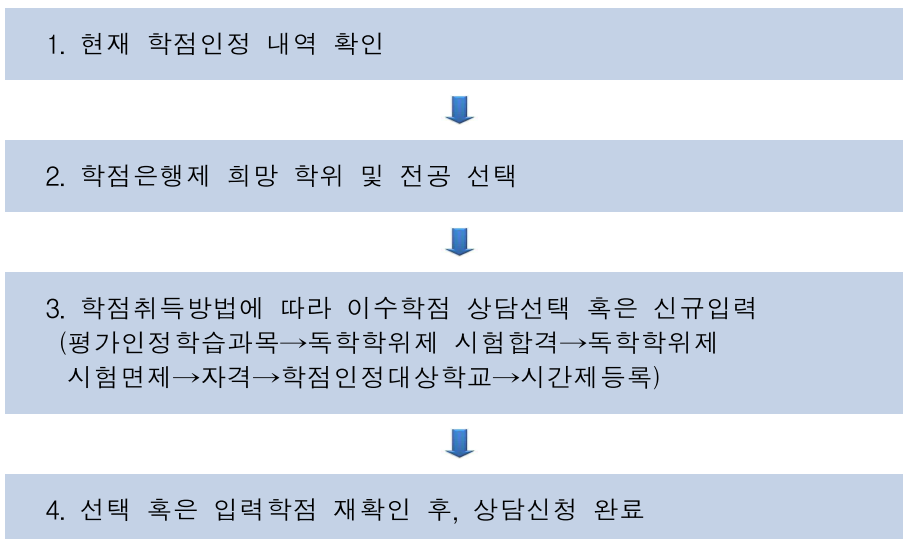 1. 현재 학점인정 내역 확인
2. 학점은행제 희망 학위 및 전공 선택
3. 학점취득방법에 따라 이수학점 상담선택 혹은 신규입력
(평가인정학습과목→독학학위제 시험합격→독학학위제
시험면제→자격→학점인정대상학교→시간제등록)
4. 선택 혹은 입력학점 재확인 후, 상담신청 완료